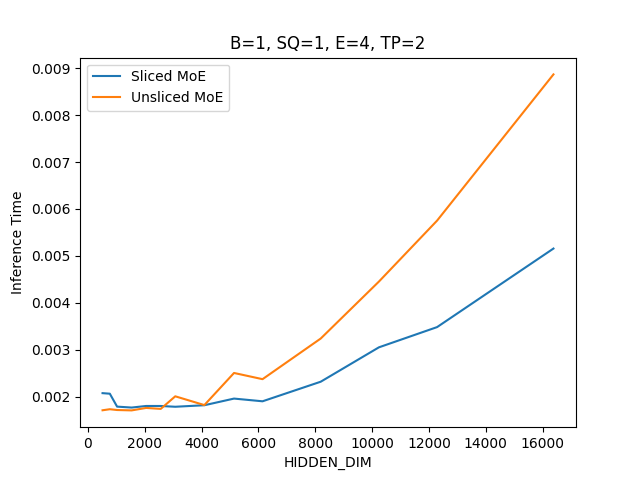 B=1, SQ=1, E=4, TP=2
Sliced MoE
Unsliced MoE
0.009
0.008
0.007
0.006
0.005
0.004
0.003
0.002
Inference Time
0 2000 4000 6000 8000 10000 12000 14000 16000
HIDDEN_DIM